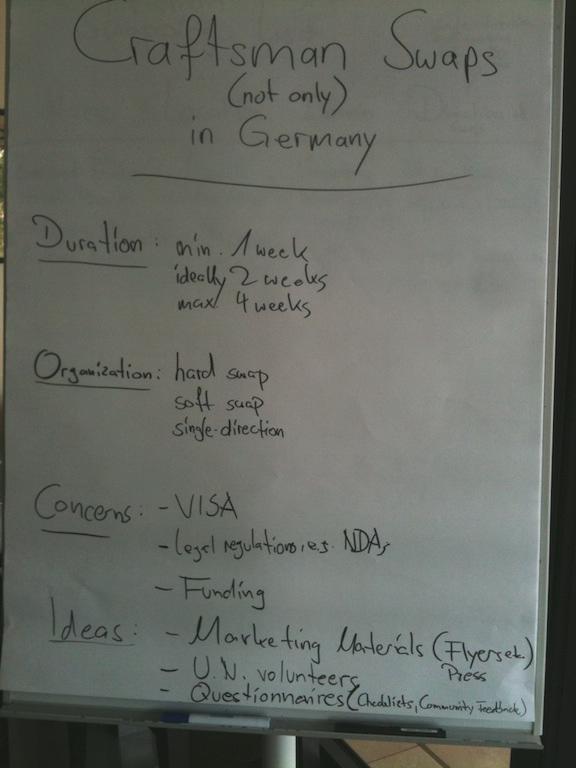 Craftsman Swaps
(not only)
in Germany
Duration: min. 1 week
ideally 2 weeks
max. 4 weeks
Organization: hard swap
soft swap
single-direction
Concerns: - VISA
- legal regulations, e.g. NDAs
- Funding
Ideas: - Marketing Materials (Flyers etc.)
Press
- U.N. volunteers
- Questionnaires (Checklists, Community Feedback)